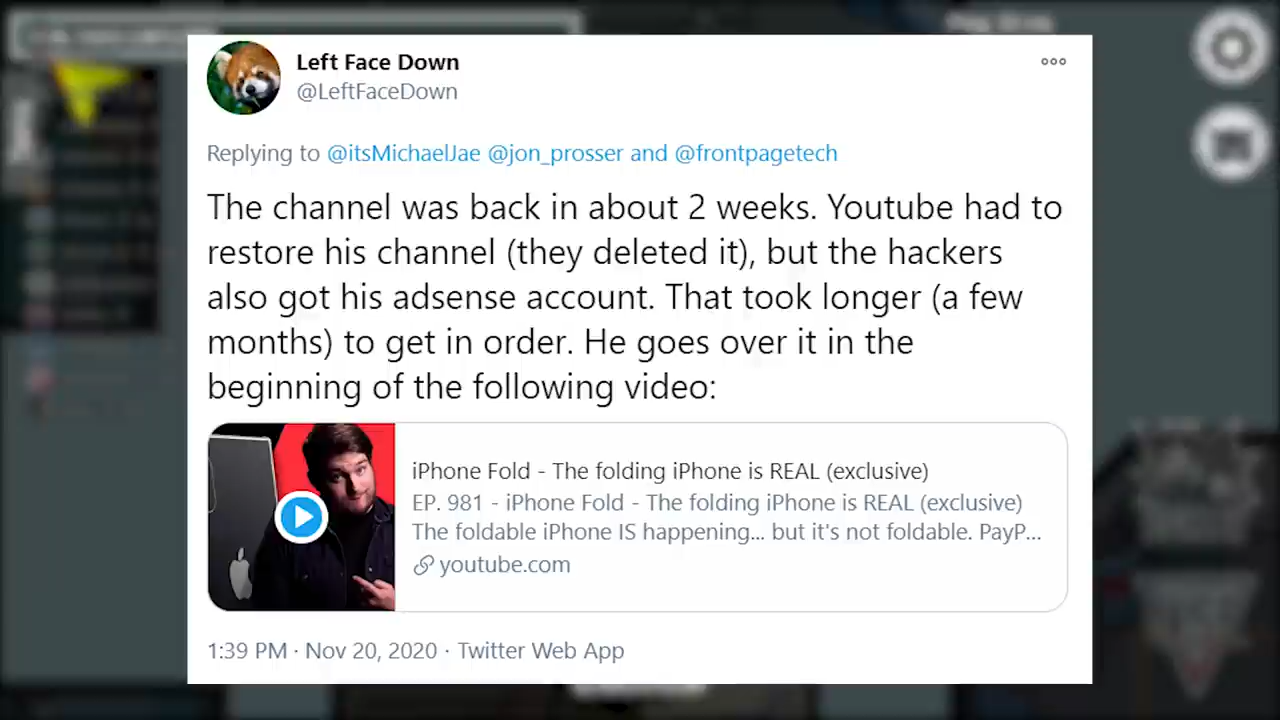 Left Face Down
@LeftFaceDown
Replying to @itsMichaelJae @jon_prosser and @frontpagetech
The channel was back in about 2 weeks. Youtube had to
restore his channel (they deleted it), but the hackers
also got his adsense account. That took longer (a few
months) to get in order. He goes over it in the
beginning of the following video:
iPhone Fold - The folding iPhone is REAL (exclusive)
EP. 981 - iPhone Fold - The folding iPhone is REAL (exclusive)
The foldable iPhone IS happening... but it's not foldable. PayP...
youtube.com
1:39 PM · Nov 20, 2020 · Twitter Web App